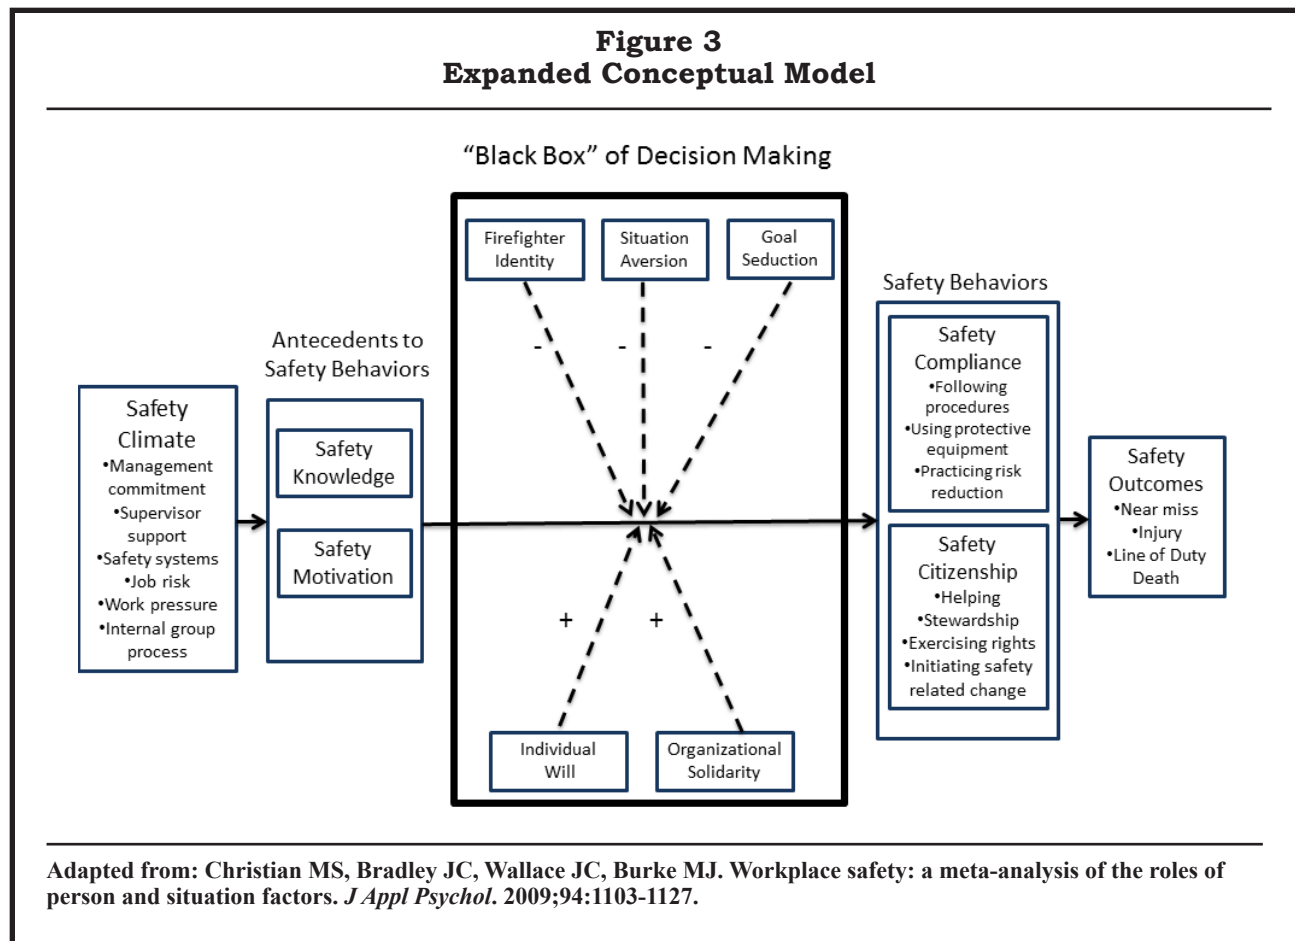 Figure 3
Expanded Conceptual Model
“Black Box” of Decision Making
Firefighter
Identity
Situation
Aversion
Goal
Seduction
-
-
-
Antecedents to
Safety Behaviors
Safety
Climate
•Management
commitment
•Supervisor
support
•Safety systems
•Job risk
•Work pressure
•Internal group
process
Safety
Knowledge
Safety
Motivation
+
+
Individual
Will
Organizational
Solidarity
Safety Behaviors
Safety
Compliance
•Following
procedures
•Using protective
equipment
•Practicing risk
reduction
Safety
Citizenship
•Helping
•Stewardship
•Exercising rights
•Initiating safety
related change
Safety
Outcomes
•Near miss
•Injury
•Line of Duty
Death
Adapted from: Christian MS, Bradley JC, Wallace JC, Burke MJ. Workplace safety: a meta-analysis of the roles of
person and situation factors. J Appl Psychol. 2009;94:1103-1127.